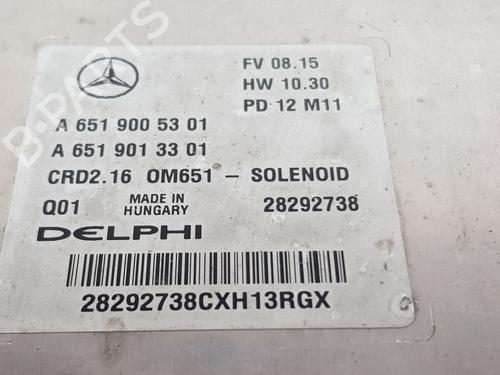 FV 08.15
HW 10.30
PD 12 M11
A 651 900 53 01
A 651 901 33 01
CRD2.16 OM651 - SOLENOID
Q01 MADE IN HUNGARY 28292738
DELPHI
28292738CXH13RGX
B-PARTS